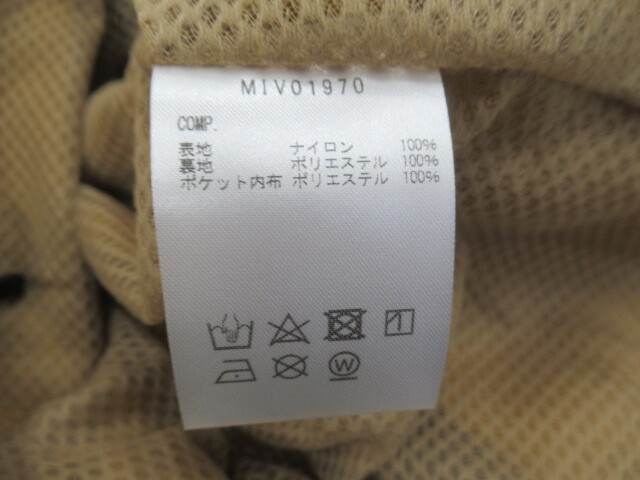 MIV01970
COMP.
表地 ナイロン 100%
裏地 ポリエステル 100%
ポケット内布 ポリエステル 100%
W